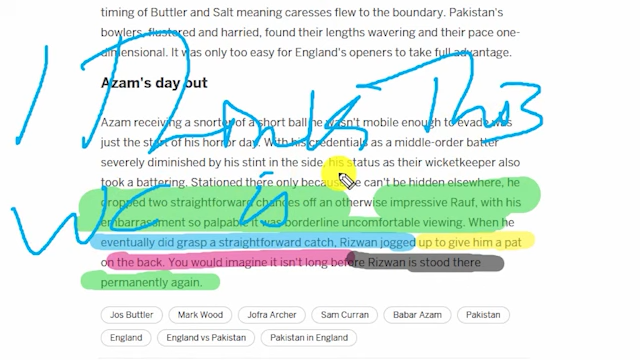 timing of Buttler and Salt meaning caresses flew to the boundary. Pakistan's
bowlers, flustered and harried, found their lengths wavering and their pace one-
dimensional. It was only too easy for England's openers to take full advantage.
Azam's day out
Azam receiving a snorter of a short ball he wasn't mobile enough to evade was
just the start of his horror day. With his credentials as a middle-order batter
severely diminished by his stint in the side, his status as their wicketkeeper also
took a battering. Stationed there only because he can't be hidden elsewhere, he
dropped two straightforward chances off an otherwise impressive Rauf, with his
embarrassment so palpable it was borderline uncomfortable viewing. When he
eventually did grasp a straightforward catch, Rizwan jogged up to give him a pat
on the back. You would imagine it isn't long before Rizwan is stood there
permanently again.
Jos Buttler Mark Wood Jofra Archer Sam Curran Babar Azam Pakistan
England England vs Pakistan Pakistan in England
This
is